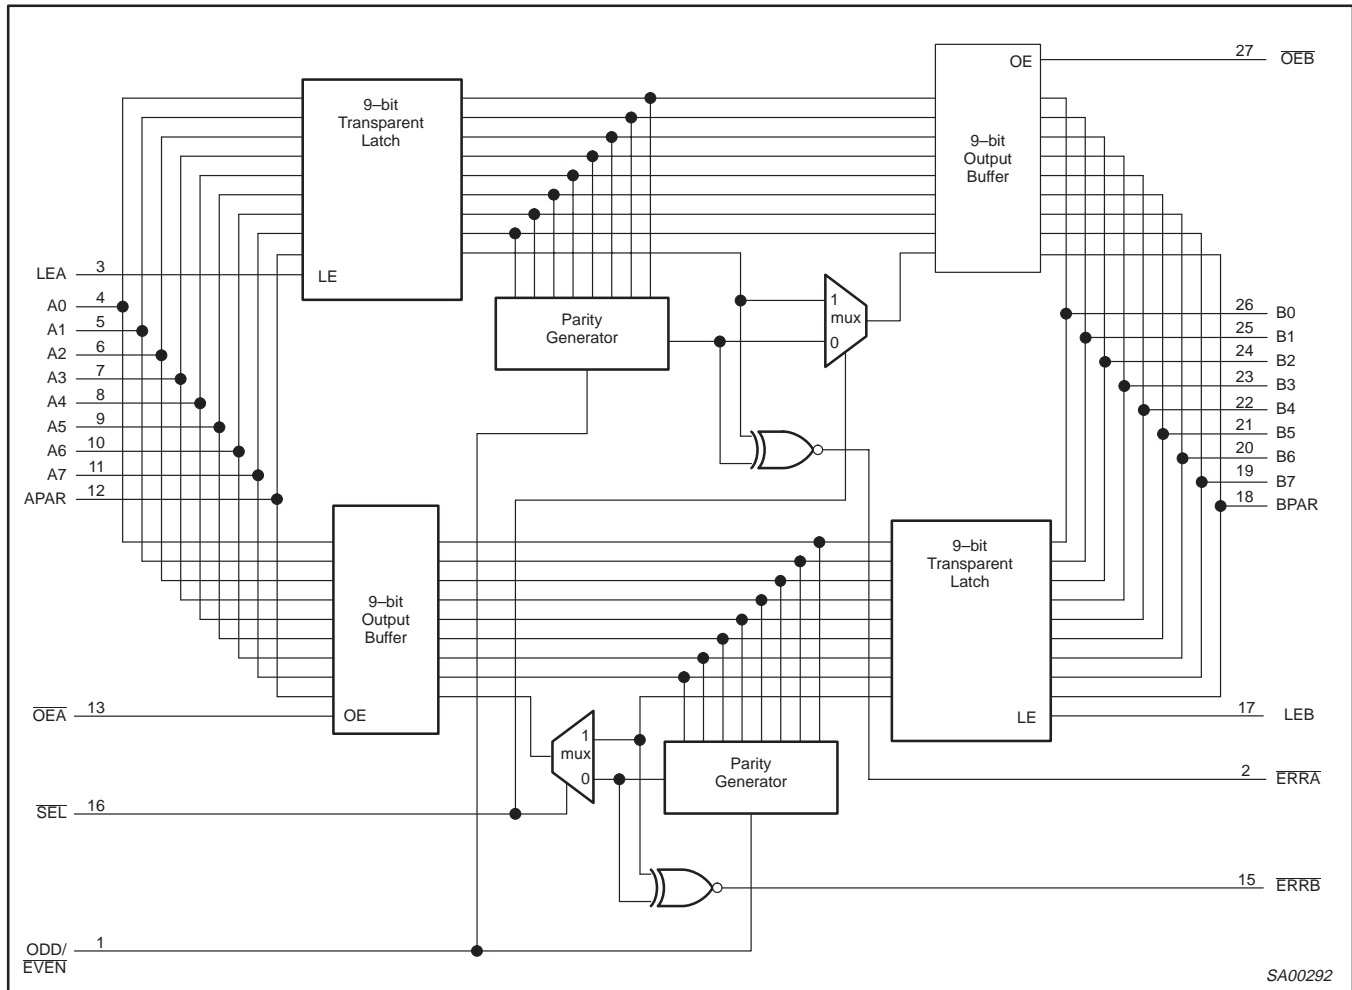 OE
27
OEB
9–bit
Transparent
Latch
9–bit
Output
Buffer
LEA 3
LE
A0 4
A1 5
A2 6
A3 7
A4 8
A5 9
A6 10
A7 11
APAR 12
Parity
Generator
1
mux
0
26 B0
25 B1
24 B2
23 B3
22 B4
21 B5
20 B6
19 B7
18 BPAR
9–bit
Output
Buffer
OE
9–bit
Transparent
Latch
LE
OEA 13
17 LEB
1
mux
0
Parity
Generator
2 ERRA
SEL 16
15 ERRB
ODD/ 1
EVEN
SA00292